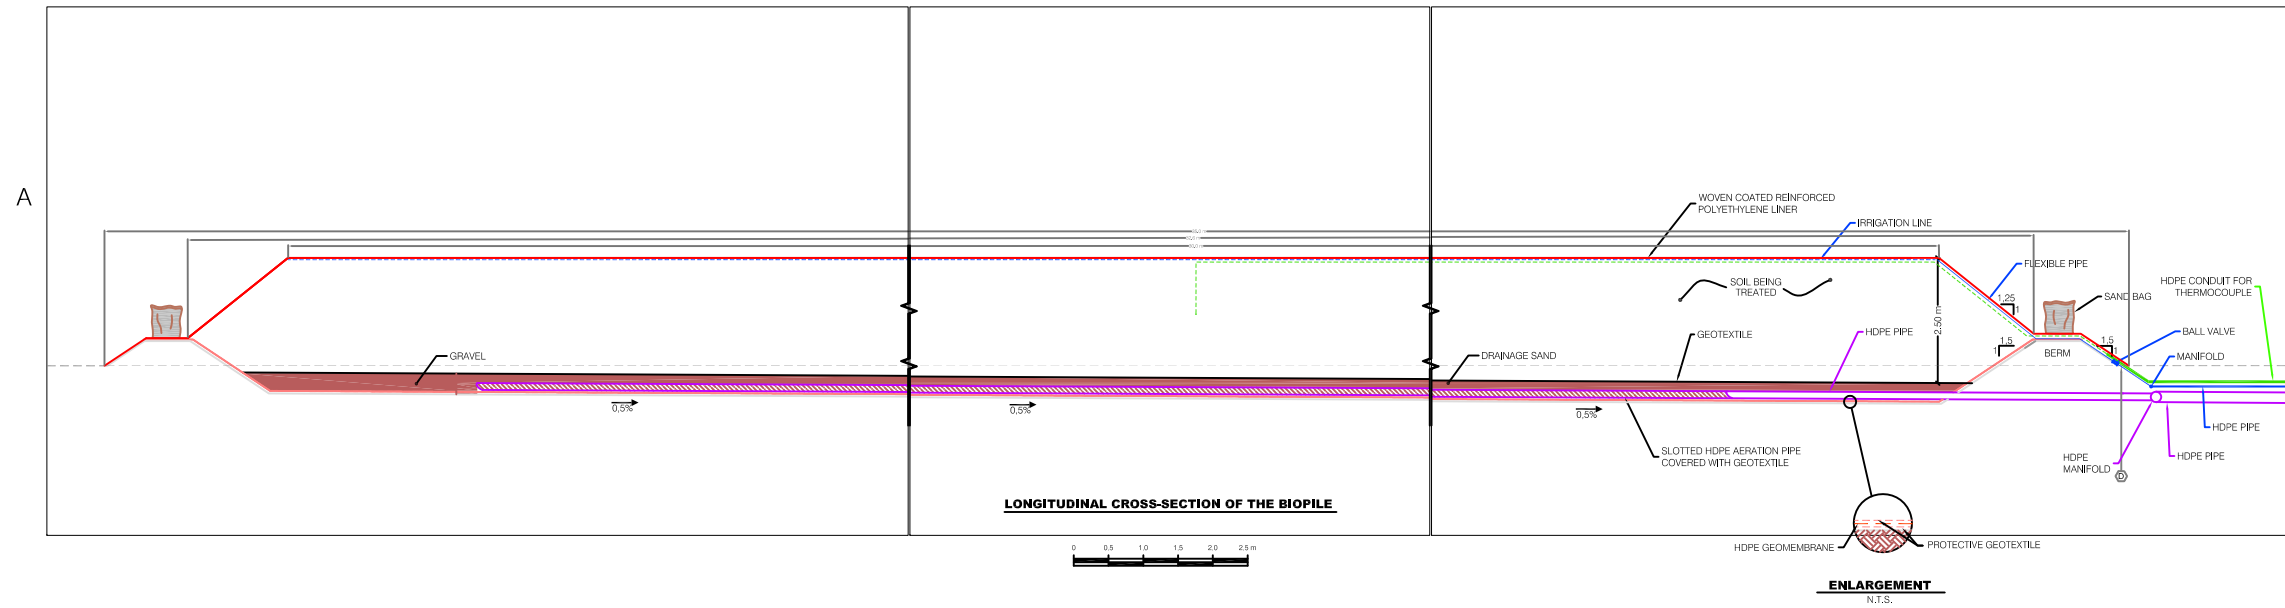 A
WOVEN COATED REINFORCED
POLYETHYLENE LINER
IRRIGATION LINE
FLEXIBLE PIPE
HDPE CONDUIT FOR
THERMOCOUPLE
SOIL BEING
TREATED
1,25
1
SAND BAG
2.50 m
GEOTEXTILE
HDPE PIPE
BALL VALVE
1,5
1
1,5
1
BERM
MANIFOLD
GRAVEL
DRAINAGE SAND
0,5%
0,5%
0,5%
HDPE PIPE
SLOTTED HDPE AERATION PIPE
COVERED WITH GEOTEXTILE
HDPE
MANIFOLD
HDPE PIPE
D
LONGITUDINAL CROSS-SECTION OF THE BIOPILE
0 0.5 1.0 1.5 2.0 2.5 m
HDPE GEOMEMBRANE
PROTECTIVE GEOTEXTILE
ENLARGEMENT
N.T.S.